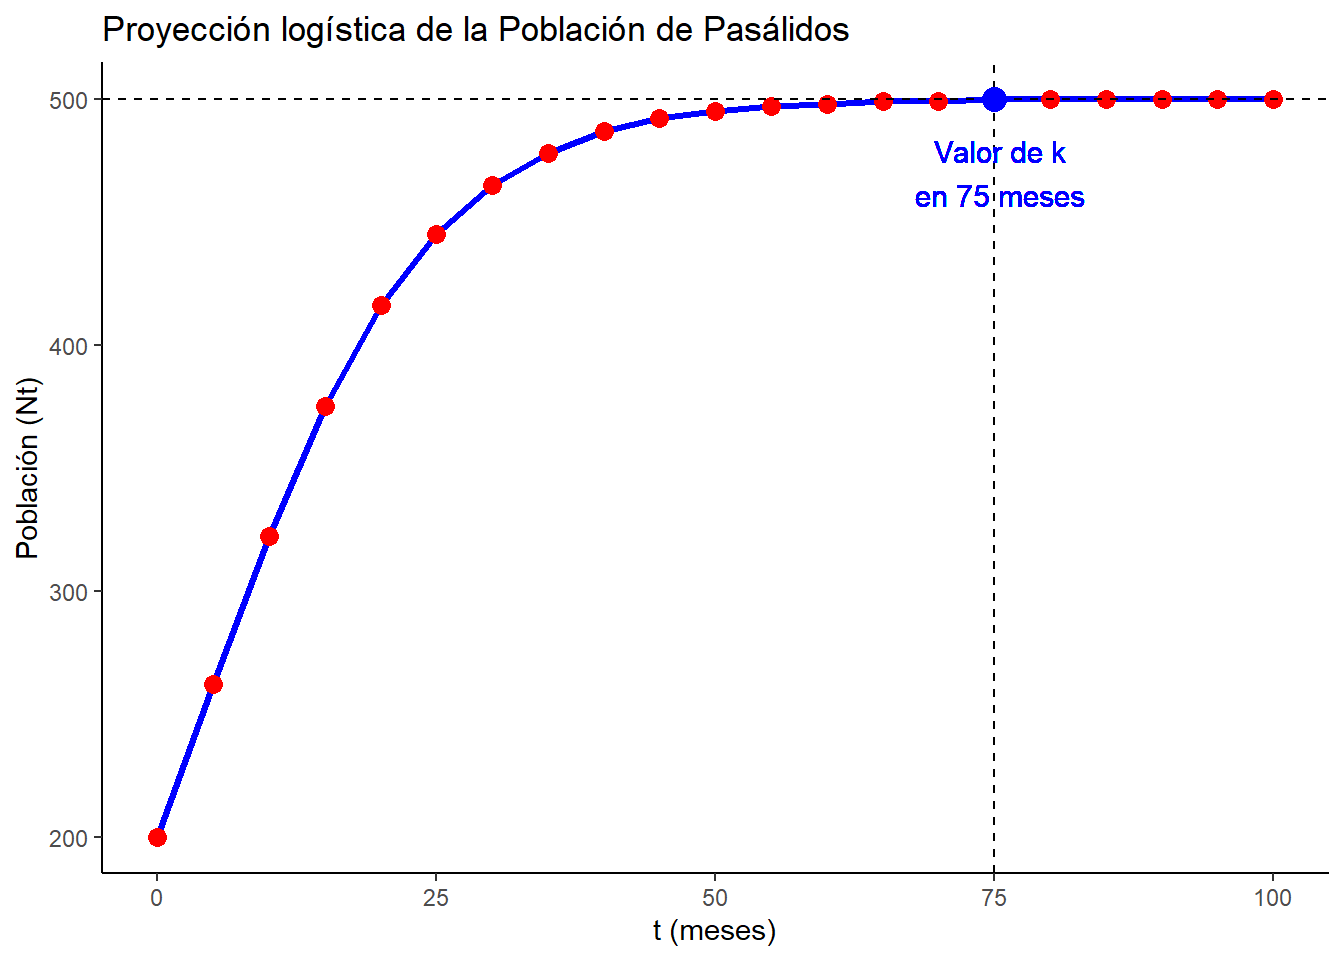 Proyección logística de la Población de Pasálidos
500
400
300
200
Población (Nt)
Valor de k
en 75 meses
0
25
50
75
100
t (meses)